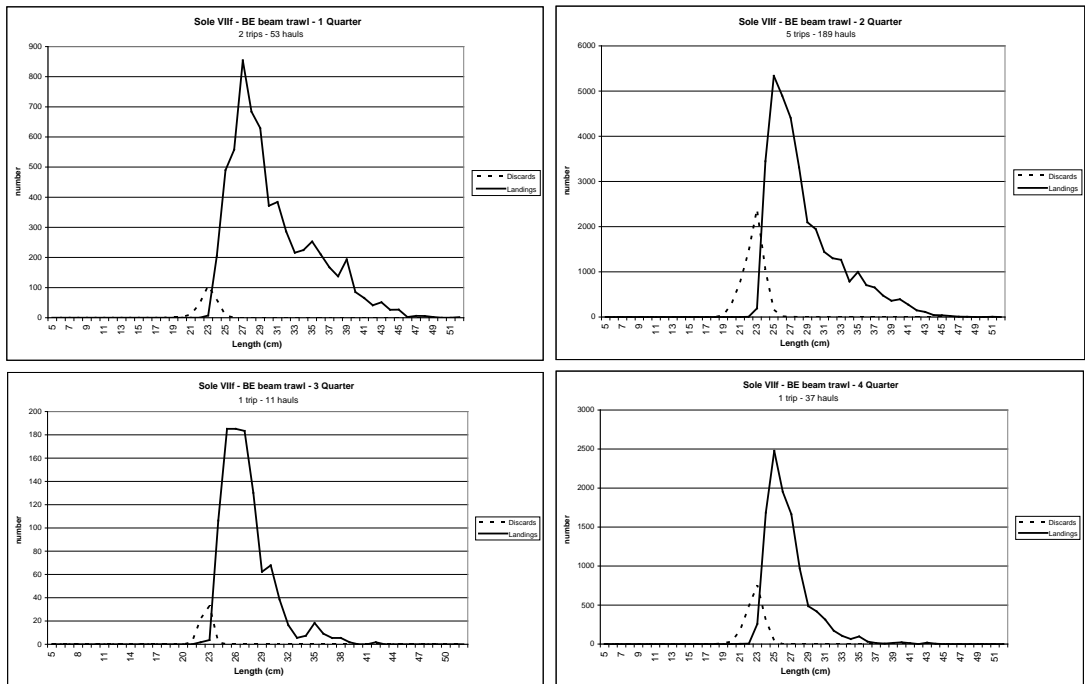 Sole VIIf - BE beam trawl - 1 Quarter
2 trips - 53 hauls
900
800
700
600
500
400
300
200
100
0
number
5 7 9 11 13 15 17 19 21 23 25 27 29 31 33 35 37 39 41 43 45 47 49 51
Length (cm)
Discards
Landings
Sole VIIf - BE beam trawl - 2 Quarter
5 trips - 189 hauls
6000
5000
4000
3000
2000
1000
0
number
5 7 9 11 13 15 17 19 21 23 25 27 29 31 33 35 37 39 41 43 45 47 49 51
Length (cm)
Discards
Landings
Sole VIIf - BE beam trawl - 3 Quarter
1 trip - 11 hauls
200
180
160
140
120
100
80
60
40
20
0
number
5 8 11 14 17 20 23 26 29 32 35 38 41 44 47 50
Length (cm)
Discards
Landings
Sole VIIf - BE beam trawl - 4 Quarter
1 trip - 37 hauls
3000
2500
2000
1500
1000
500
0
number
5 7 9 11 13 15 17 19 21 23 25 27 29 31 33 35 37 39 41 43 45 47 49 51
Length (cm)
Discards
Landings